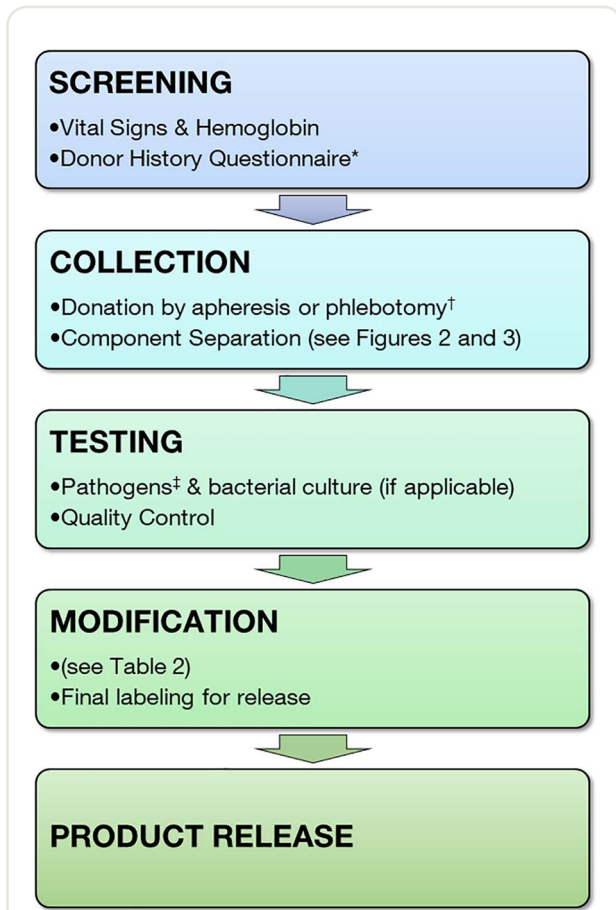 SCREENING
•Vital Signs & Hemoglobin
•Donor History Questionnaire*
COLLECTION
•Donation by apheresis or phlebotomy†
•Component Separation (see Figures 2 and 3)
TESTING
•Pathogens‡ & bacterial culture (if applicable)
•Quality Control
MODIFICATION
•(see Table 2)
•Final labeling for release
PRODUCT RELEASE